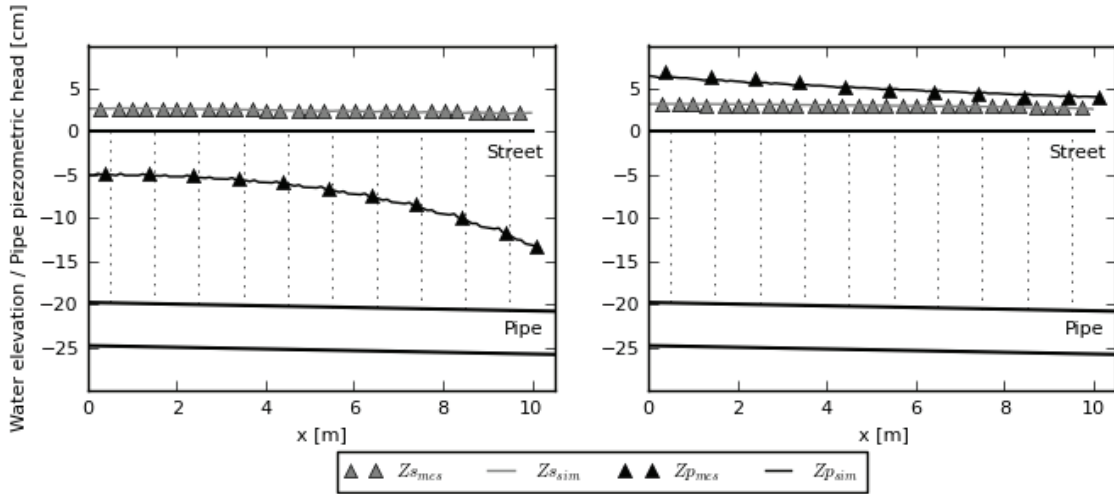 Water elevation / Pipe piezometric head [cm]
5
0
−5
−10
−15
−20
−25
Street
Pipe
0 2 4 6 8 10
x [m]
5
0
−5
−10
−15
−20
−25
Street
Pipe
0 2 4 6 8 10
x [m]
Zs_mes Zs_sim Zp_mes Zp_sim